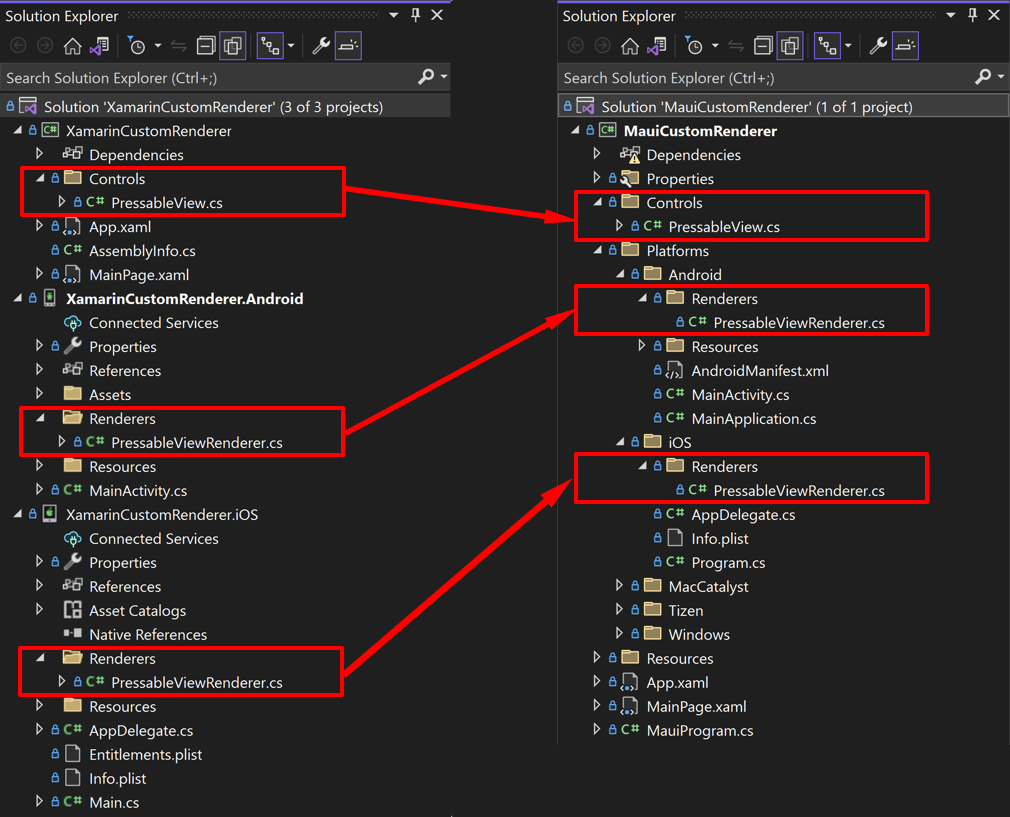 Solution Explorer
Search Solution Explorer (Ctrl+;)
Solution 'XamarinCustomRenderer' (3 of 3 projects)
C# XamarinCustomRenderer
Dependencies
Controls
C# PressableView.cs
App.xaml
C# AssemblyInfo.cs
MainPage.xaml
XamarinCustomRenderer.Android
Connected Services
Properties
References
Assets
Renderers
C# PressableViewRenderer.cs
Resources
C# MainActivity.cs
XamarinCustomRenderer.iOS
Connected Services
Properties
References
Asset Catalogs
Native References
Renderers
C# PressableViewRenderer.cs
Resources
C# AppDelegate.cs
Entitlements.plist
Info.plist
C# Main.cs
Solution Explorer
Search Solution Explorer (Ctrl+;)
Solution 'MauiCustomRenderer' (1 of 1 project)
C# MauiCustomRenderer
Dependencies
Properties
Controls
C# PressableView.cs
Platforms
Android
Renderers
C# PressableViewRenderer.cs
Resources
AndroidManifest.xml
C# MainActivity.cs
C# MainApplication.cs
iOS
Renderers
C# PressableViewRenderer.cs
C# AppDelegate.cs
Info.plist
C# Program.cs
MacCatalyst
Tizen
Windows
Resources
App.xaml
MainPage.xaml
C# MauiProgram.cs